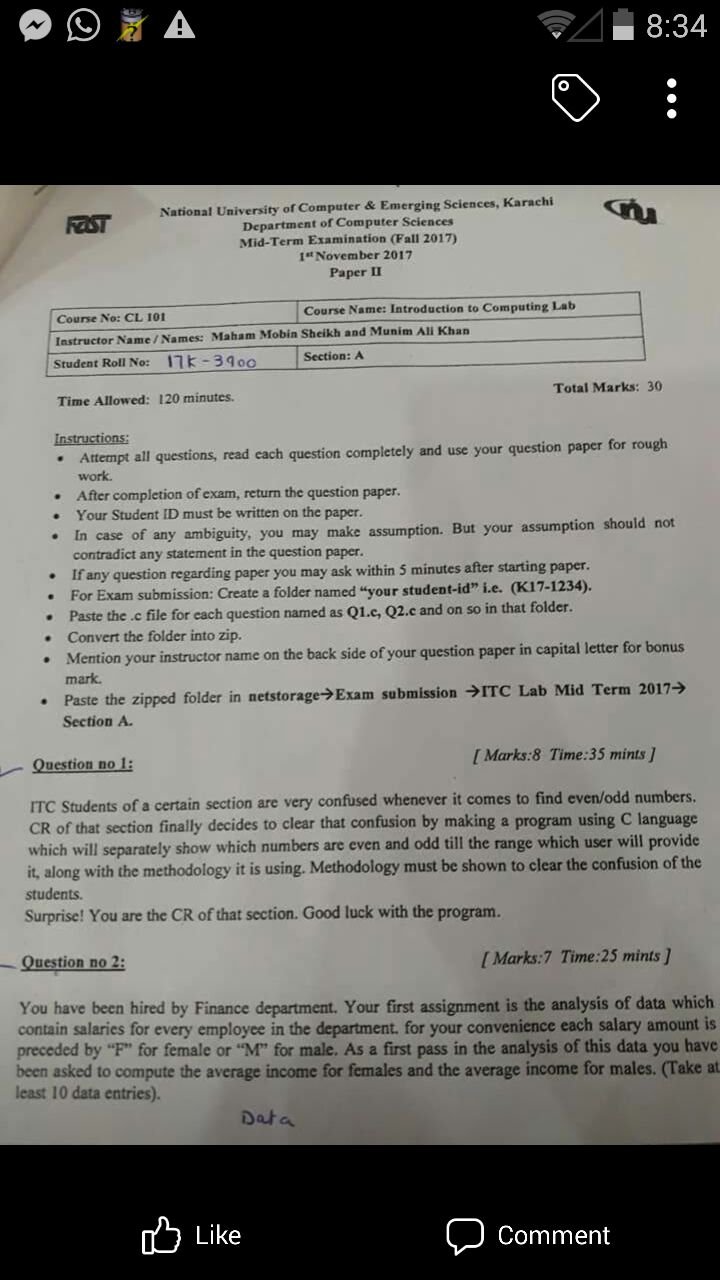 8:34
FAST
National University of Computer & Emerging Sciences, Karachi
Department of Computer Sciences
Mid-Term Examination (Fall 2017)
1st November 2017
Paper II
Course No: CL 101
Course Name: Introduction to Computing Lab
Instructor Name / Names: Maham Mobin Sheikh and Munim Ali Khan
Student Roll No: 17K-3900
Section: A
Time Allowed: 120 minutes.
Total Marks: 30
Instructions:
• Attempt all questions, read each question completely and use your question paper for rough
work.
• After completion of exam, return the question paper.
• Your Student ID must be written on the paper.
• In case of any ambiguity, you may make assumption. But your assumption should not
contradict any statement in the question paper.
• If any question regarding paper you may ask within 5 minutes after starting paper.
• For Exam submission: Create a folder named "your student-id" i.e. (K17-1234).
• Paste the .c file for each question named as Q1.c, Q2.c and on so in that folder.
• Convert the folder into zip.
• Mention your instructor name on the back side of your question paper in capital letter for bonus
mark.
• Paste the zipped folder in netstorage→Exam submission →ITC Lab Mid Term 2017→
Section A.
Question no 1:
[ Marks:8 Time:35 mints ]
ITC Students of a certain section are very confused whenever it comes to find even/odd numbers.
CR of that section finally decides to clear that confusion by making a program using C language
which will separately show which numbers are even and odd till the range which user will provide
it, along with the methodology it is using. Methodology must be shown to clear the confusion of the
students.
Surprise! You are the CR of that section. Good luck with the program.
Question no 2:
[ Marks:7 Time:25 mints ]
You have been hired by Finance department. Your first assignment is the analysis of data which
contain salaries for every employee in the department. for your convenience each salary amount is
preceded by "F" for female or "M" for male. As a first pass in the analysis of this data you have
been asked to compute the average income for females and the average income for males. (Take at
least 10 data entries).
Data
Like
Comment